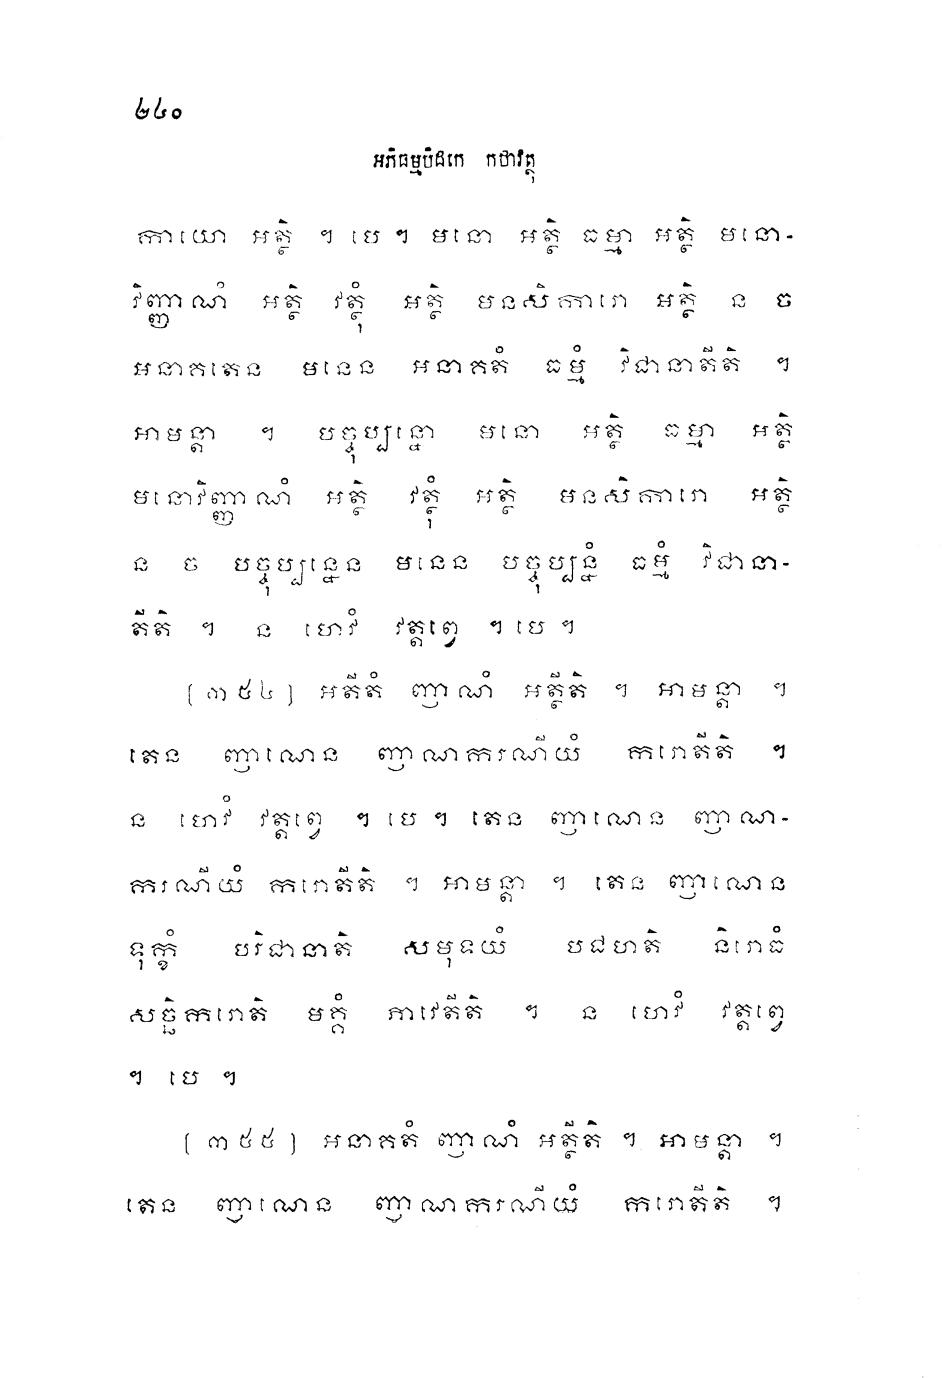 ២៤០
អភិធម្មបិដកេ កថាវត្ថុ
កាយោ អត្ថិ ។ បេ ។ មនោ អត្ថិ ធម្មា អត្ថិ មនោ-
វិញ្ញាណំ អត្ថិ វត្ថុំ អត្ថិ មនសិការោ អត្ថិ ន ច
អនាគតេន មនេន អនាគតំ ធម្មំ វិជានាតីតិ ។
អាមន្តា ។ បច្ចុប្បន្នោ មនោ អត្ថិ ធម្មា អត្ថិ
មនោវិញ្ញាណំ អត្ថិ វត្ថុំ អត្ថិ មនសិការោ អត្ថិ
ន ច បច្ចុប្បន្នេន មនេន បច្ចុប្បន្នំ ធម្មំ វិជានា-
តីតិ ។ ន ហេវំ វត្តព្វេ ។ បេ ។
[៣៥៤] អតីតំ ញាណំ អត្ថីតិ ។ អាមន្តា ។
តេន ញាណេន ញាណករណីយំ ករោតីតិ ។
ន ហេវំ វត្តព្វេ ។ បេ ។ តេន ញាណេន ញាណ-
ករណីយំ ករោតីតិ ។ អាមន្តា ។ តេន ញាណេន
ទុក្ខំ បរិជានាតិ សមុទយំ បជហតិ និរោធំ
សច្ឆិករោតិ មគ្គំ ភាវេតីតិ ។ ន ហេវំ វត្តព្វេ
។ បេ ។
[៣៥៥] អនាគតំ ញាណំ អត្ថីតិ ។ អាមន្តា ។
តេន ញាណេន ញាណករណីយំ ករោតីតិ ។